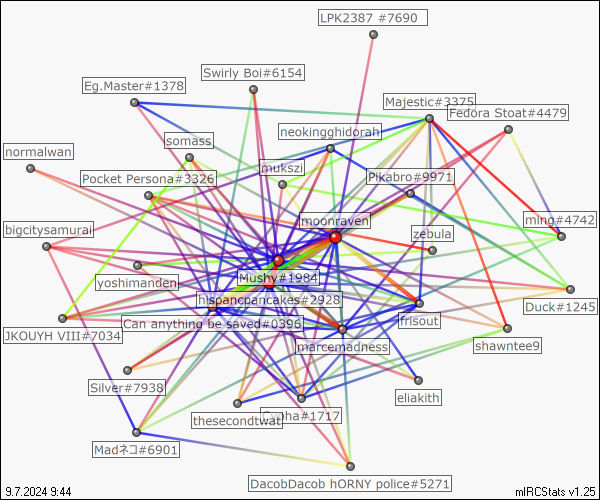 LPK2387 #7690
Swirly Boi#6154
Eg.Master#1378
Majestic#3375
Fedora Stoat#4479
neokingghidorah
somass
normalwan
mukszi
Pikabro#9971
Pocket Persona#3326
moonraven
ming#4742
bigcitysamurai
zebula
Mushy#1984
yoshimanden
hispancpancakes#2928
Duck#1245
Can anything be saved#0396
frisout
JKOUYH VIII#7034
marcemadness
shawntee9
Silver#7938
eliakith
thesecondtwat
#1717
Madネコ#6901
DacobDacob hORNY police#5271
9.7.2024 9:44
mIRCStats v1.25